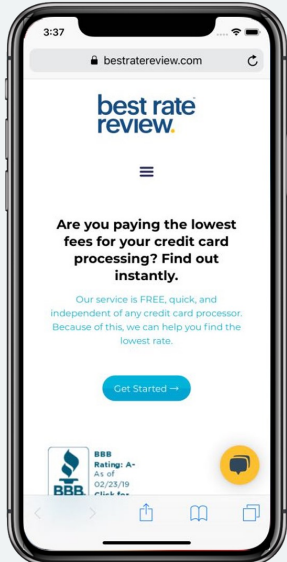 3:37
bestratereview.com
best rate
review.
Are you paying the lowest
fees for your credit card
processing? Find out
instantly.
Our service is FREE, quick, and
independent of any credit card processor.
Because of this, we can help you find the
lowest rate.
Get Started →
BBB
Rating: A-
As of
02/23/19
Click for
BBB